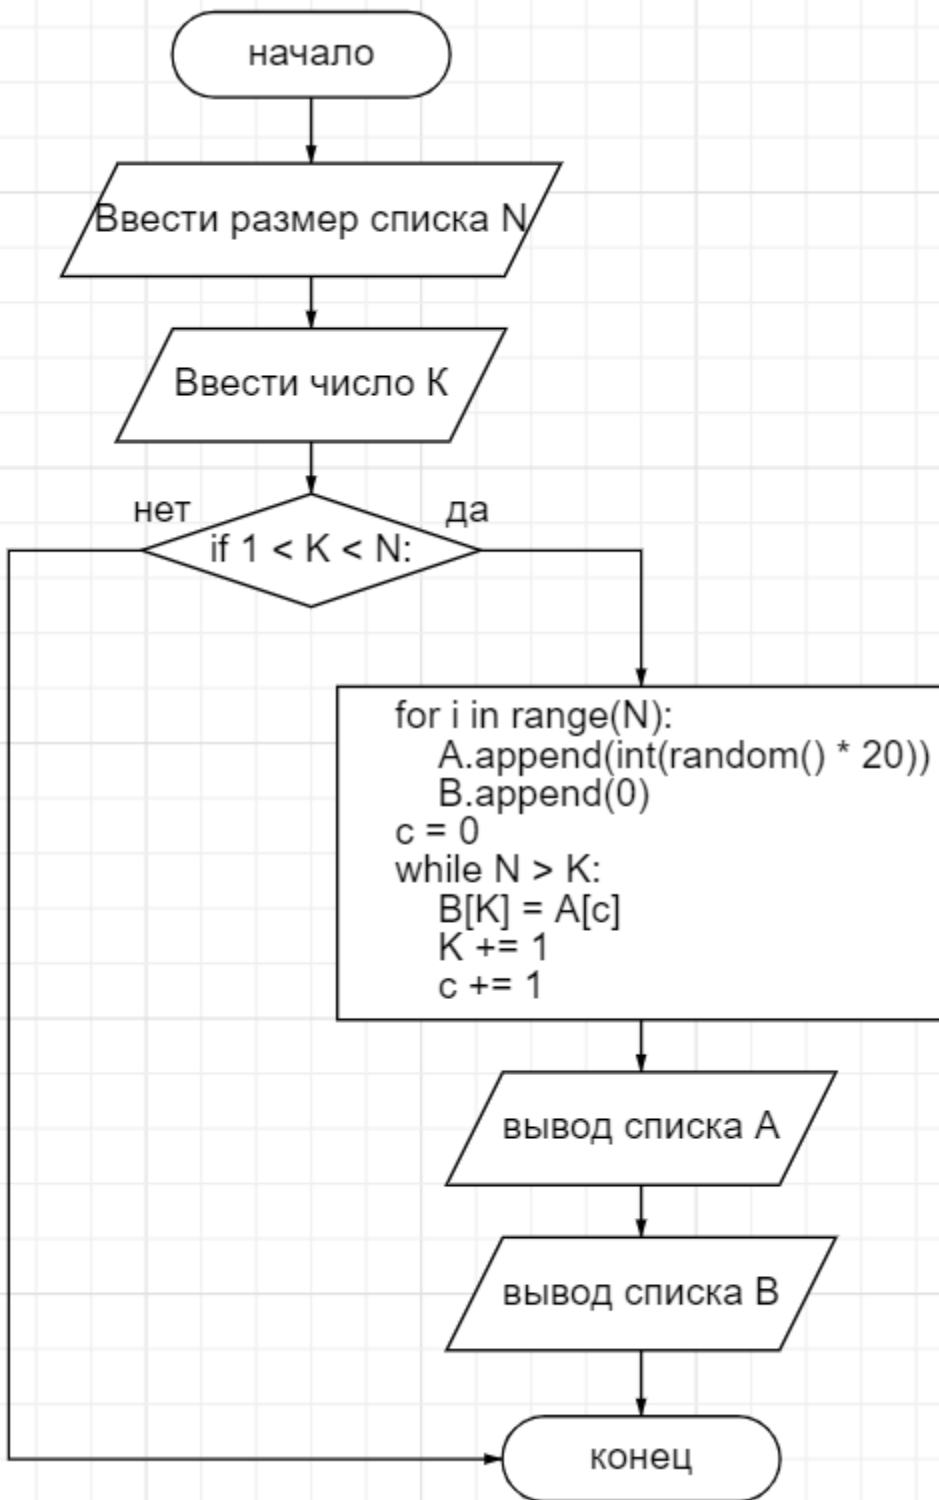 начало
Ввести размер списка N
Ввести число К
нет
да
if 1 < K < N:
for i in range(N):
A.append(int(random() * 20))
B.append(0)
c = 0
while N > K:
B[K] = A[c]
K += 1
c += 1
вывод списка А
вывод списка В
конец